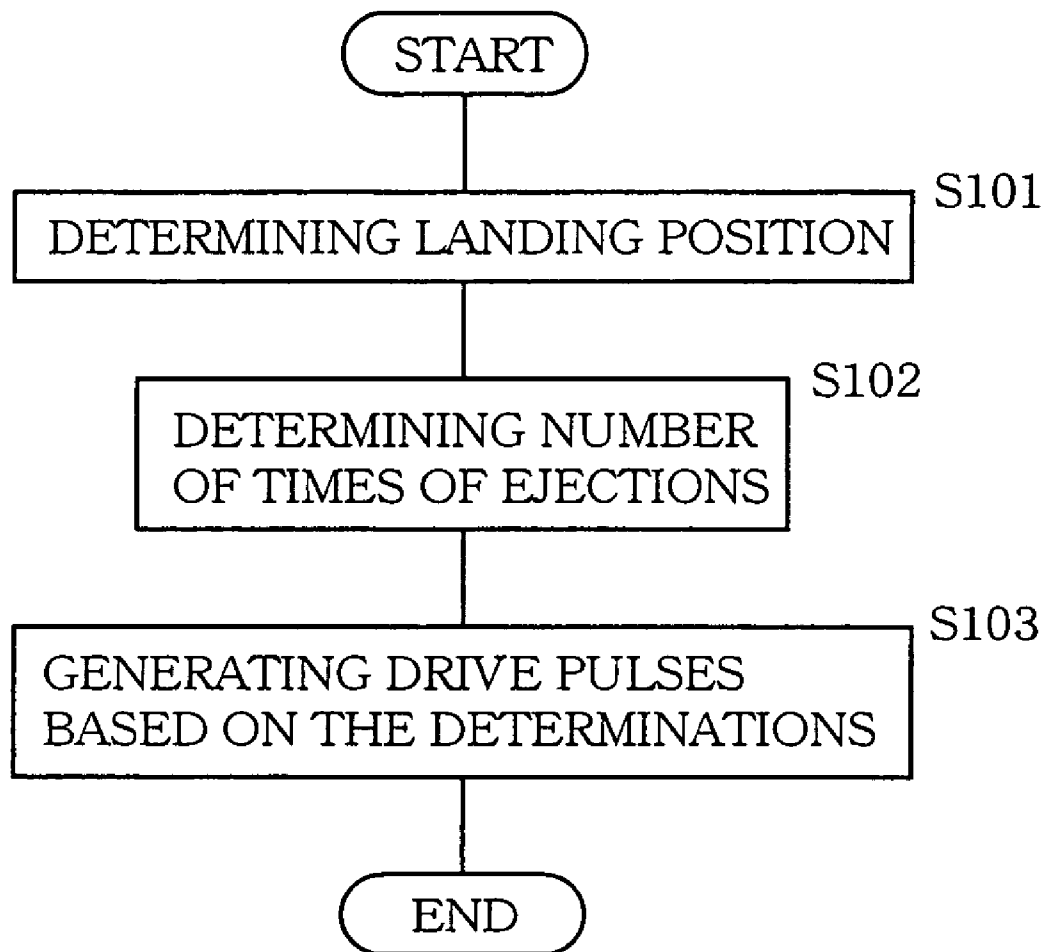 START
S101
DETERMINING LANDING POSITION
S102
DETERMINING NUMBER
OF TIMES OF EJECTIONS
S103
GENERATING DRIVE PULSES
BASED ON THE DETERMINATIONS
END